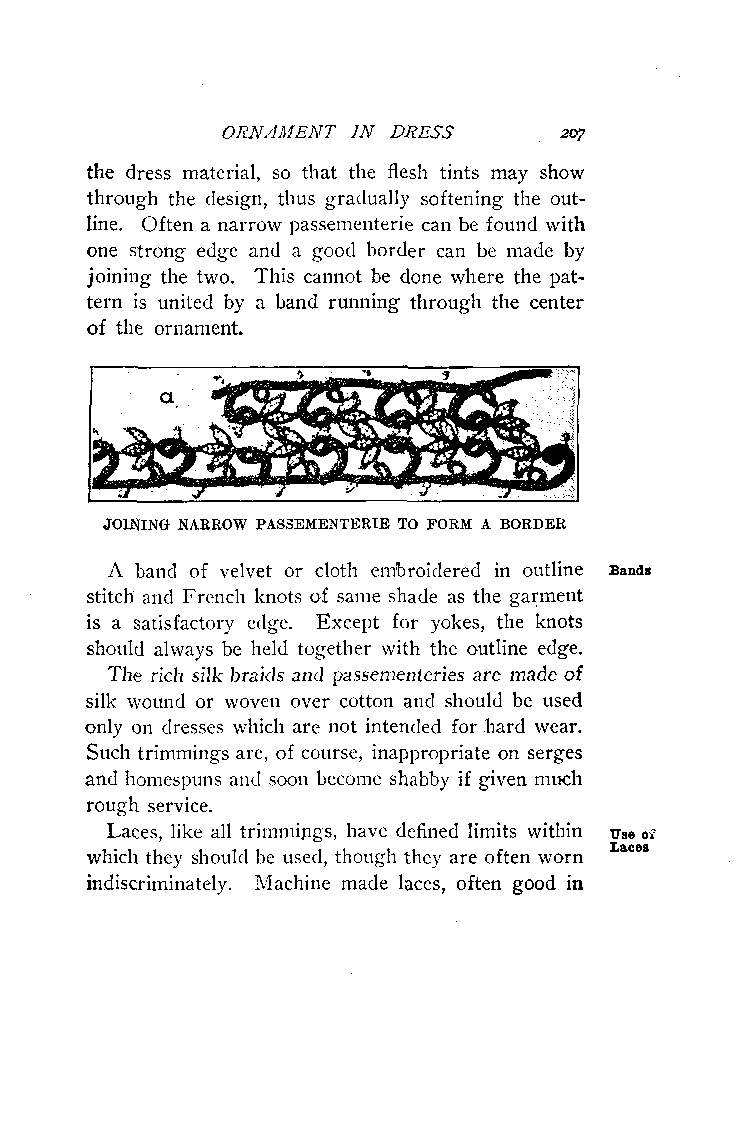 ORNAMENT IN DRESS 207
the dress material, so that the flesh tints may show
through the design, thus gradually softening the out-
line. Often a narrow passementerie can be found with
one strong edge and a good border can be made by
joining the two. This cannot be done where the pat-
tern is united by a band running through the center
of the ornament.
a
JOINING NARROW PASSEMENTERIE TO FORM A BORDER
A band of velvet or cloth embroidered in outline Bands
stitch and French knots of same shade as the garment
is a satisfactory edge. Except for yokes, the knots
should always be held together with the outline edge.
The rich silk braids and passementeries are made of
silk wound or woven over cotton and should be used
only on dresses which are not intended for hard wear.
Such trimmings are, of course, inappropriate on serges
and homespuns and soon become shabby if given much
rough service.
Laces, like all trimmings, have defined limits within Use of
which they should be used, though they are often worn Laces
indiscriminately. Machine made laces, often good in